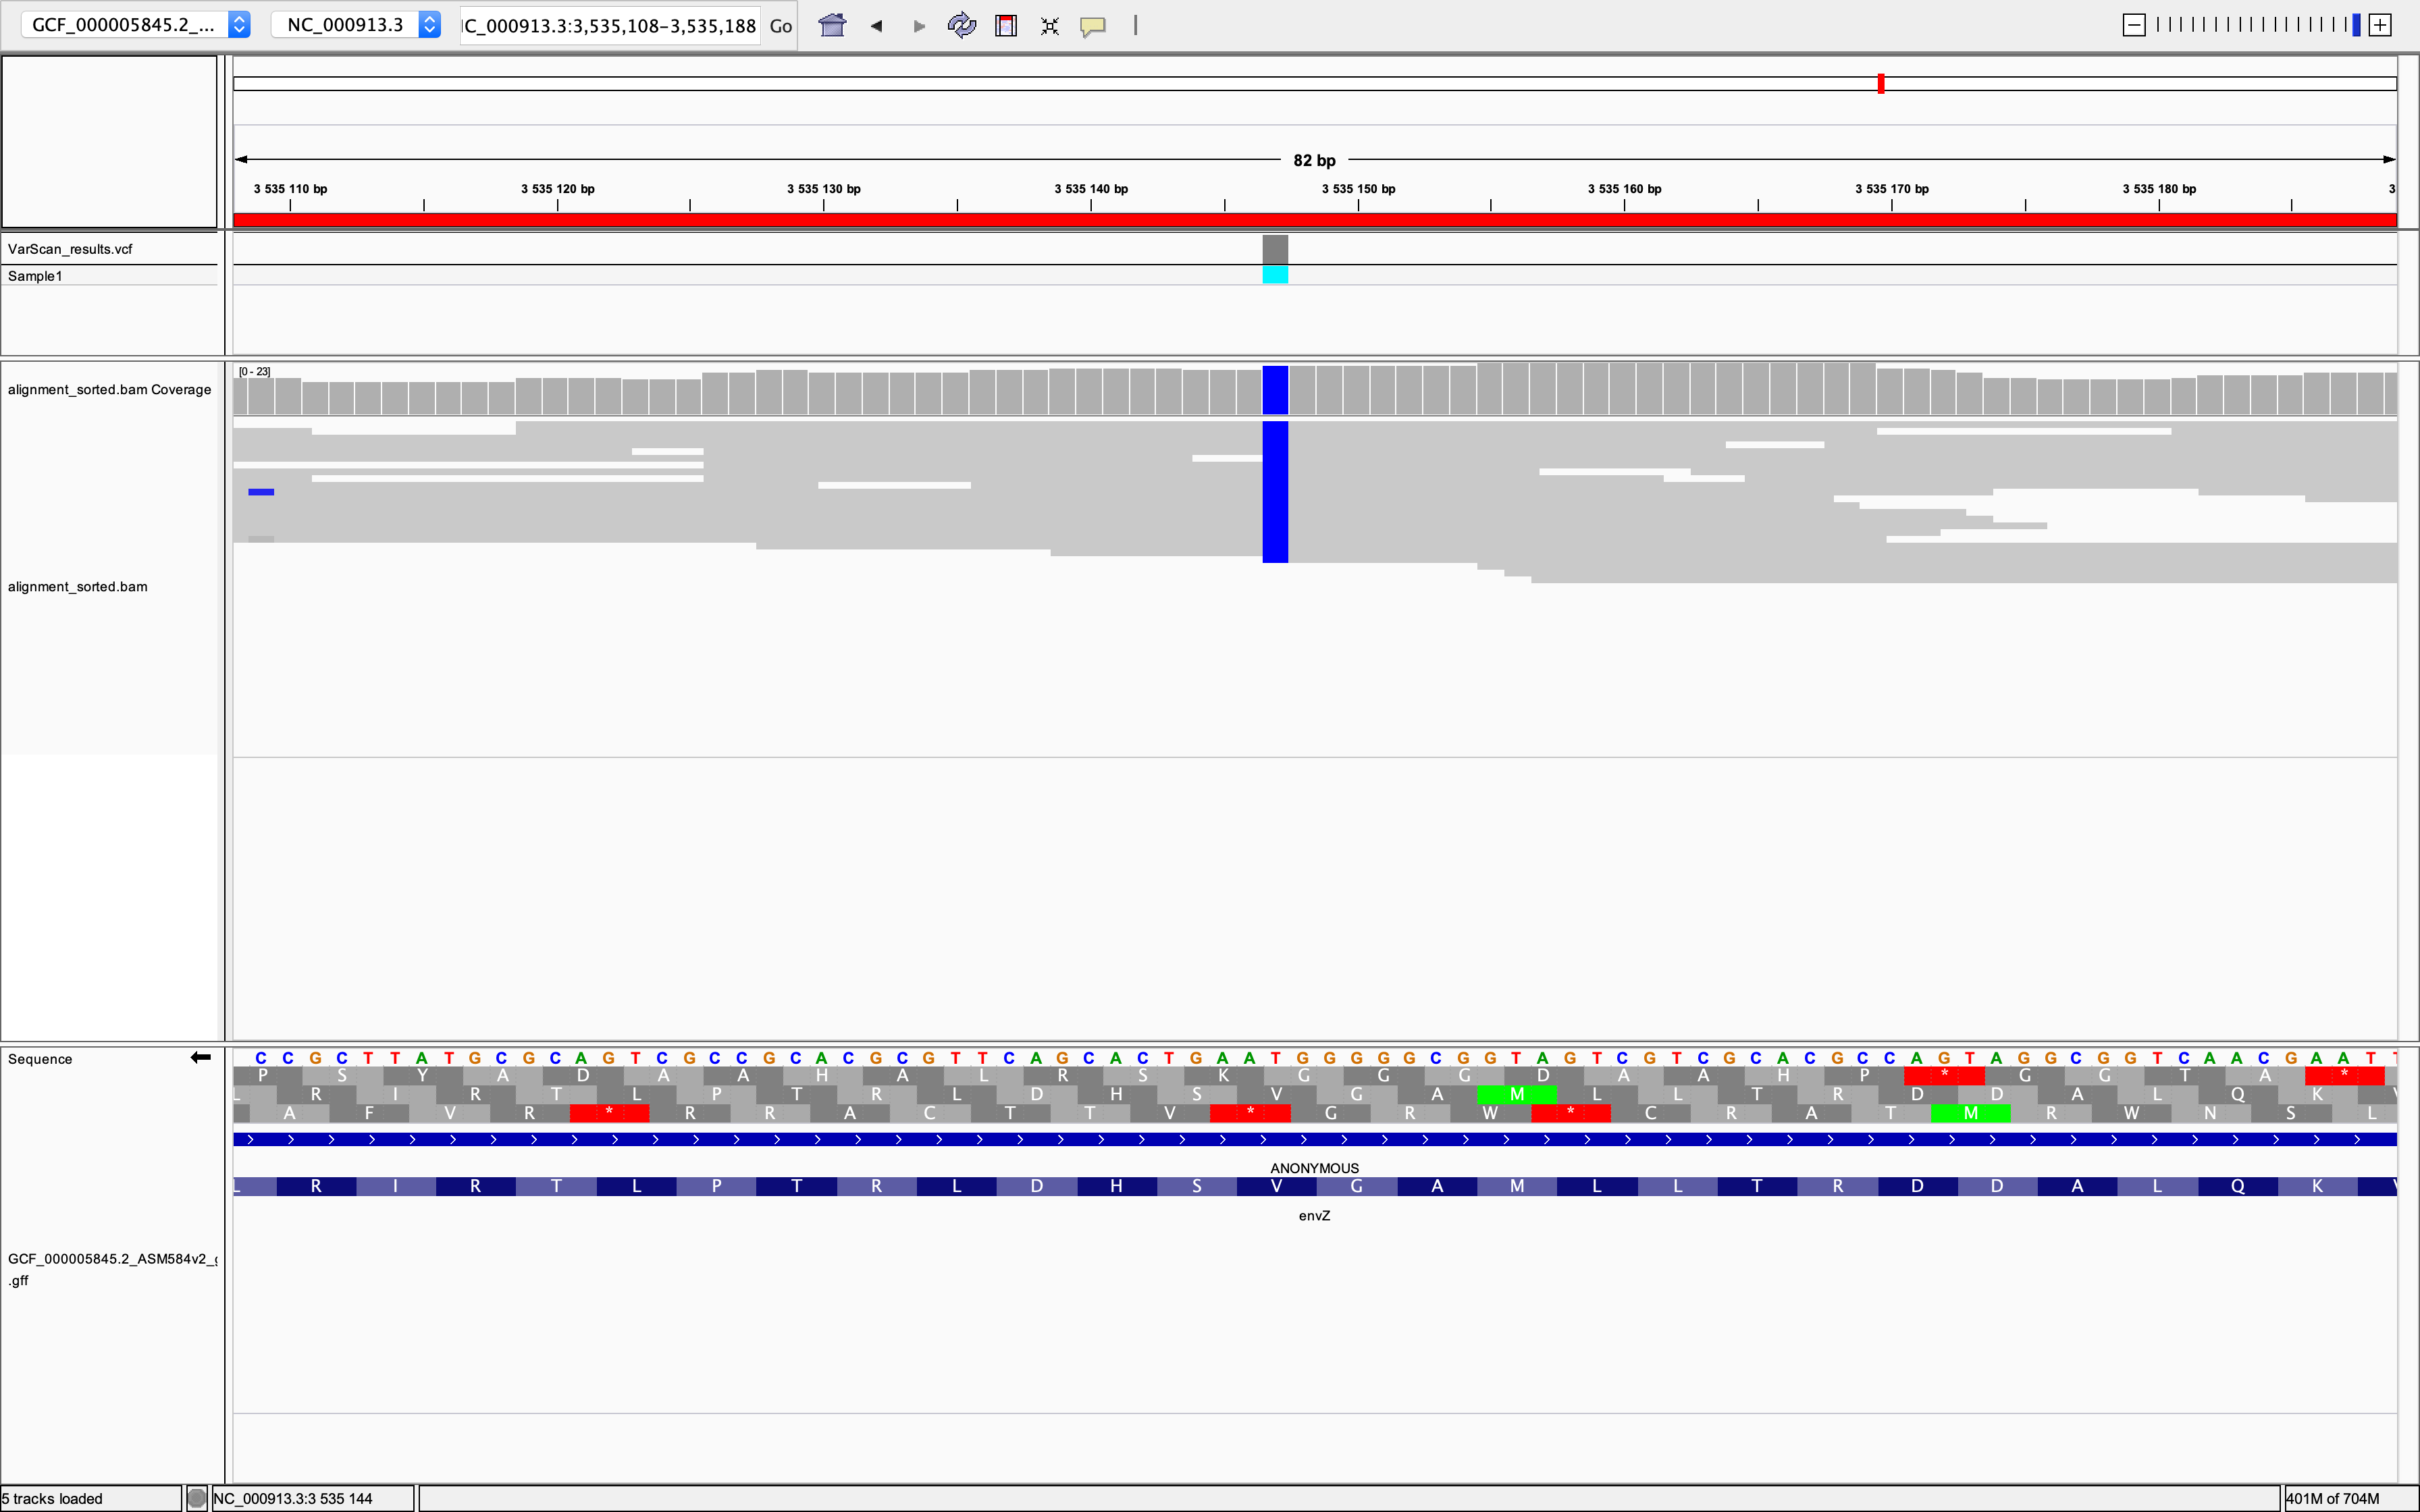 GCF_000005845.2_...
NC_000913.3
C_000913.3:3,535,108-3,535,188
Go
82 bp
3 535 110 bp 3 535 120 bp 3 535 130 bp 3 535 140 bp 3 535 150 bp 3 535 160 bp 3 535 170 bp 3 535 180 bp 3
VarScan_results.vcf
Sample1
[0 - 23]
alignment_sorted.bam Coverage
alignment_sorted.bam
Sequence
C C G C T T A T G C G C A G T C G C C G C A C G C G T T C A G C A C T G A A T G G G G G C G G T A G T C G T C G C A C G C C A G T A G G C G G T C A A C G A A T T
P S Y A D A A H A L R S K G G G D A A H P * G G T A *
L R I R T L P T R L D H S V G A M L L T R D D A L Q K
A F V R * R R A C T T V * G R W * C R A T M R W N S L
ANONYMOUS
L R I R T L P T R L D H S V G A M L L T R D D A L Q K
envZ
GCF_000005845.2_ASM584v2_g
.gff
5 tracks loaded
NC_000913.3:3 535 144
401M of 704M